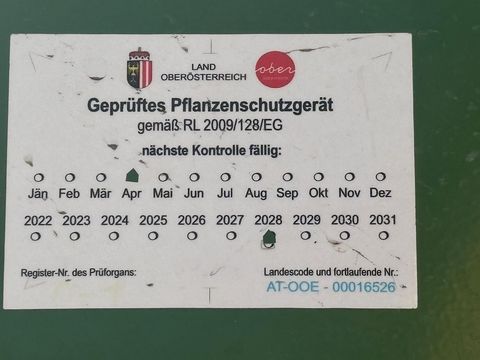 LAND
OBERÖSTERREICH
ober
Geprüftes Pflanzenschutzgerät
gemäß RL 2009/128/EG
nächste Kontrolle fällig:
Jän Feb Mär Apr Mai Jun Jul Aug Sep Okt Nov Dez
2022 2023 2024 2025 2026 2027 2028 2029 2030 2031
Register-Nr. des Prüforgans:
Landescode und fortlaufende Nr.:
AT-OOE - 00016526